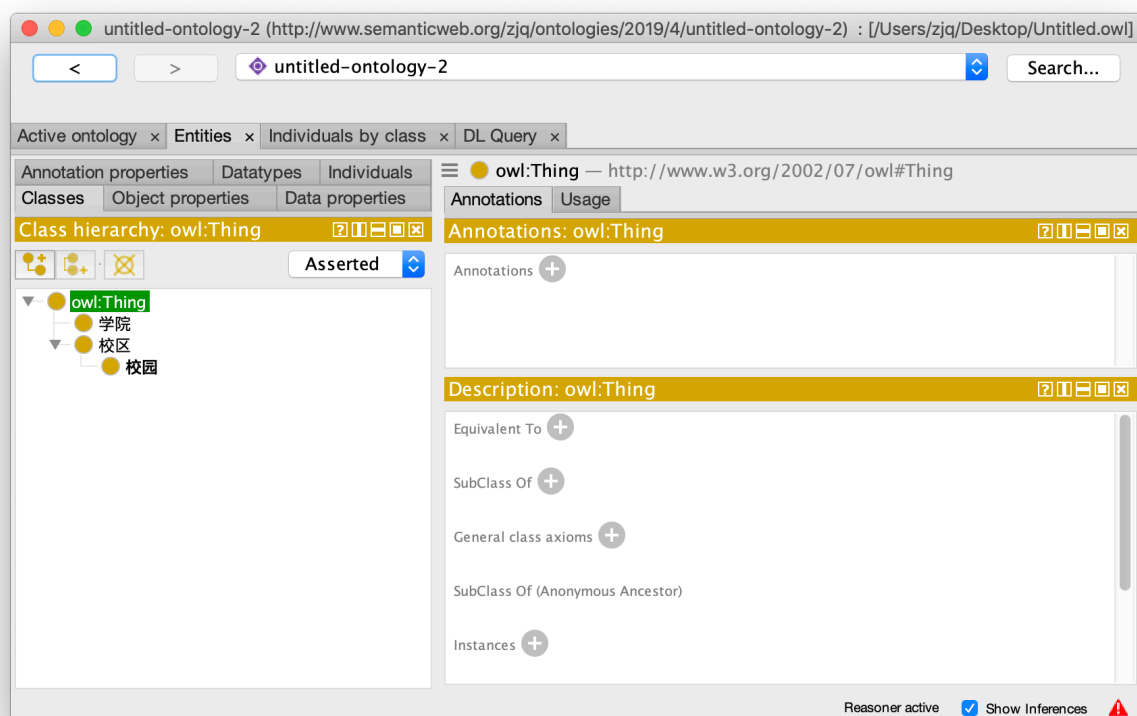 untitled-ontology-2 (http://www.semanticweb.org/zjq/ontologies/2019/4/untitled-ontology-2) : [/Users/zjq/Desktop/Untitled.owl]
< > untitled-ontology-2 Search...
Active ontology × Entities × Individuals by class × DL Query ×
Annotation properties Datatypes Individuals
Classes Object properties Data properties
Class hierarchy: owl:Thing
Asserted
owl:Thing
学院
校区
校园
owl:Thing — http://www.w3.org/2002/07/owl#Thing
Annotations Usage
Annotations: owl:Thing
Annotations
Description: owl:Thing
Equivalent To
SubClass Of
General class axioms
SubClass Of (Anonymous Ancestor)
Instances
Reasoner active Show Inferences